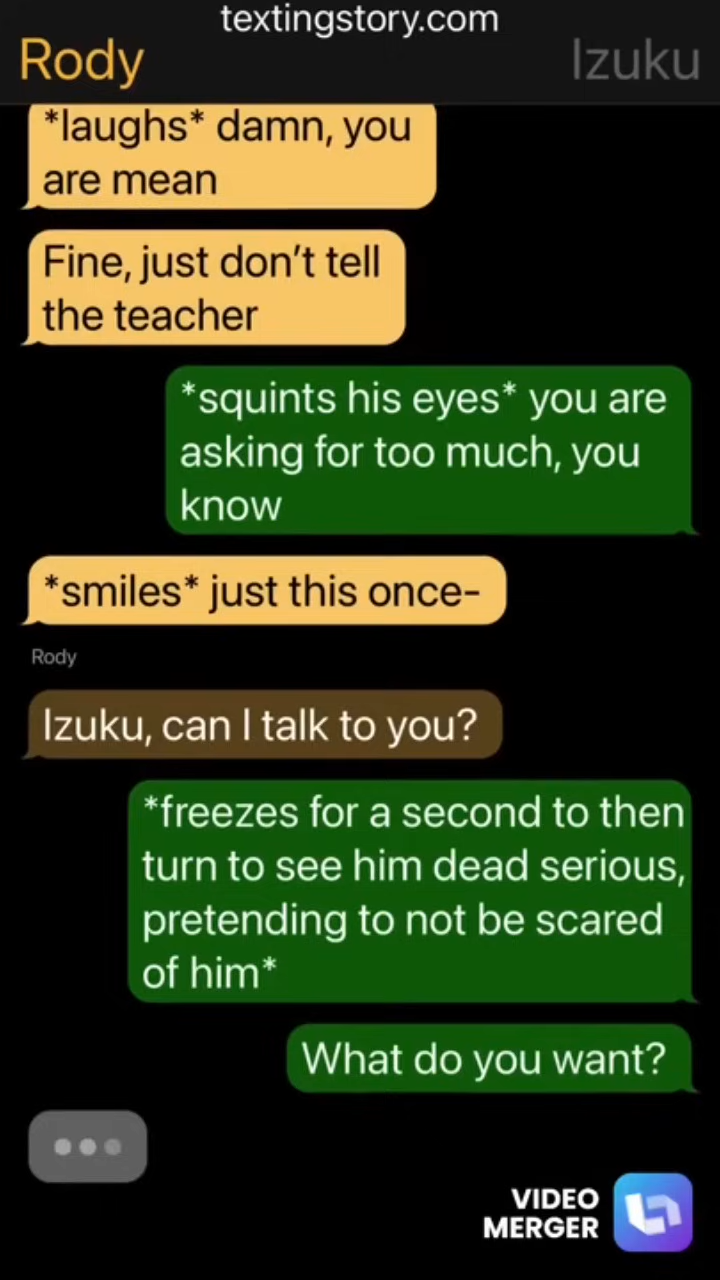 textingstory.com
Rody
Izuku
*laughs* damn, you
are mean
Fine, just don’t tell
the teacher
*squints his eyes* you are
asking for too much, you
know
*smiles* just this once-
Rody
Izuku, can I talk to you?
*freezes for a second to then
turn to see him dead serious,
pretending to not be scared
of him*
What do you want?
VIDEO
MERGER